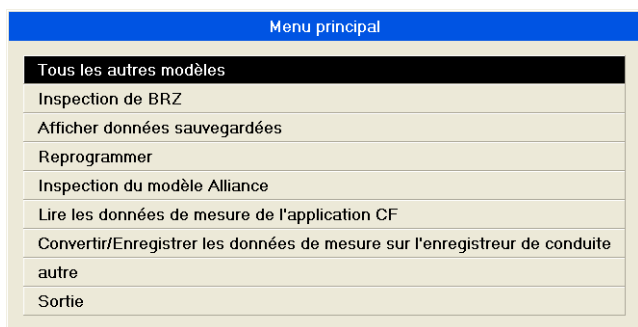 Menu principal
Tous les autres modèles
Inspection de BRZ
Afficher données sauvegardées
Reprogrammer
Inspection du modèle Alliance
Lire les données de mesure de l'application CF
Convertir/Enregistrer les données de mesure sur l'enregistreur de conduite
autre
Sortie